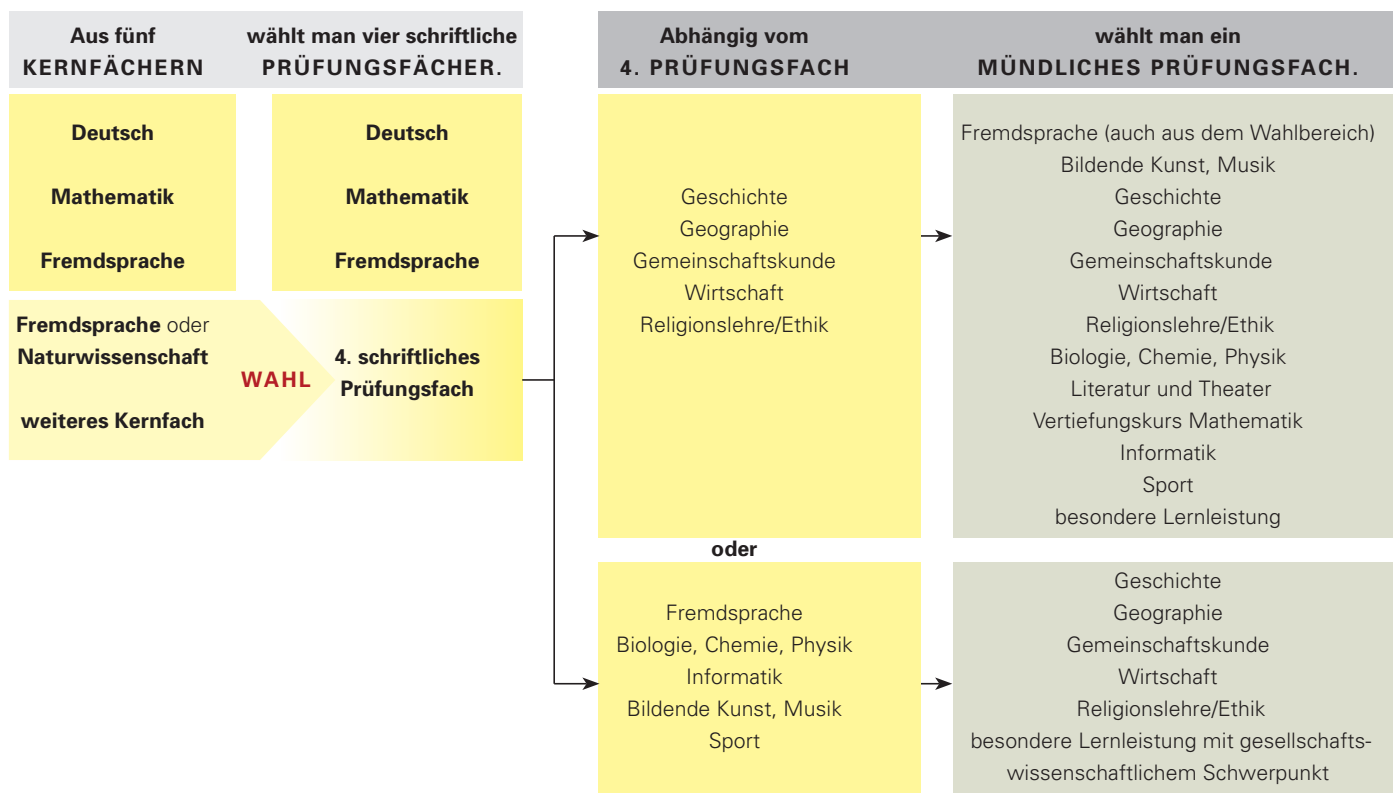 Aus fünf
KERNFÄCHERN
wählt man vier schriftliche
PRÜFUNGSFÄCHER.
Abhängig vom
4. PRÜFUNGSFACH
wählt man ein
MÜNDLICHES PRÜFUNGSFACH.
Deutsch
Mathematik
Fremdsprache
Fremdsprache oder
Naturwissenschaft
weiteres Kernfach
WAHL
Deutsch
Mathematik
Fremdsprache
4. schriftliches
Prüfungsfach
Geschichte
Geographie
Gemeinschaftskunde
Wirtschaft
Religionslehre/Ethik
Fremdsprache (auch aus dem Wahlbereich)
Bildende Kunst, Musik
Geschichte
Geographie
Gemeinschaftskunde
Wirtschaft
Religionslehre/Ethik
Biologie, Chemie, Physik
Literatur und Theater
Vertiefungskurs Mathematik
Informatik
Sport
besondere Lernleistung
oder
Fremdsprache
Biologie, Chemie, Physik
Informatik
Bildende Kunst, Musik
Sport
Geschichte
Geographie
Gemeinschaftskunde
Wirtschaft
Religionslehre/Ethik
besondere Lernleistung mit gesellschafts-
wissenschaftlichem Schwerpunkt